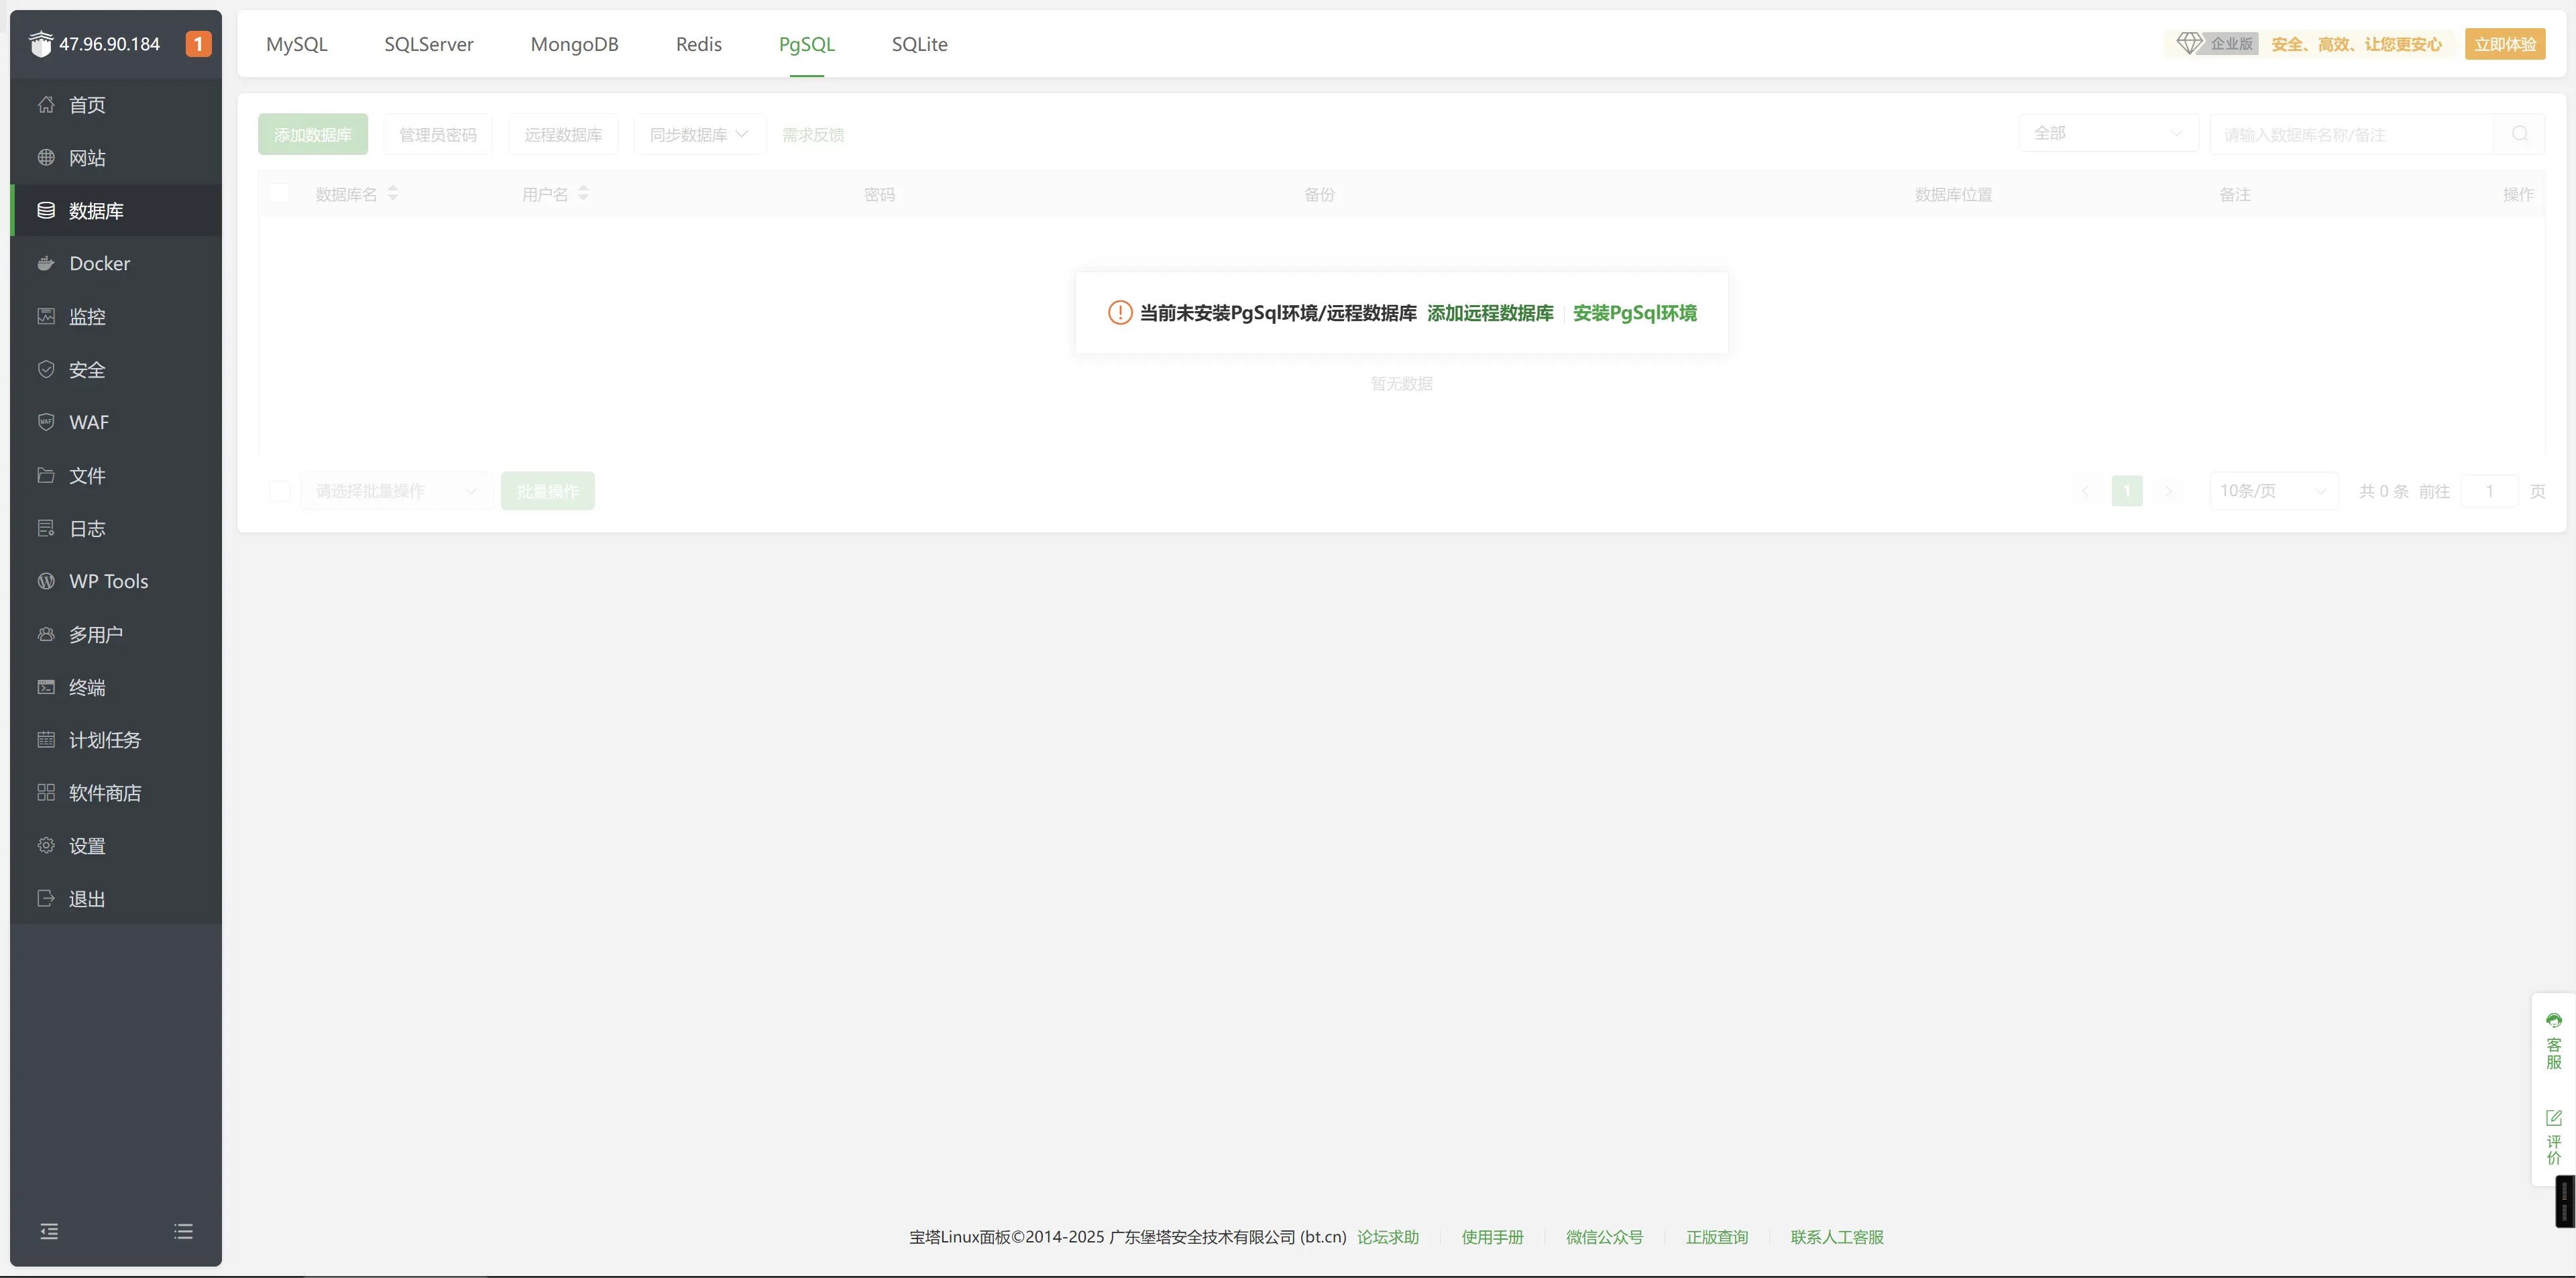 47.96.90.184 1
首页
网站
数据库
Docker
监控
安全
WAF
文件
日志
WP Tools
多用户
终端
计划任务
软件商店
设置
退出
MySQL SQLServer MongoDB Redis PgSQL SQLite
企业版 安全、高效、让您更安心 立即体验
添加数据库 管理员密码 远程数据库 同步数据库 需求反馈 全部 请输入数据库名称/备注
数据库名 用户名 密码 备份 数据库位置 备注 操作
当前未安装PgSql环境/远程数据库 添加远程数据库 安装PgSql环境
暂无数据
请选择批量操作 批量操作 1 10条/页 共 0 条 前往 1 页
客服
评价
宝塔Linux面板©2014-2025 广东堡塔安全技术有限公司 (bt.cn) 论坛求助 使用手册 微信公众号 正版查询 联系人工客服